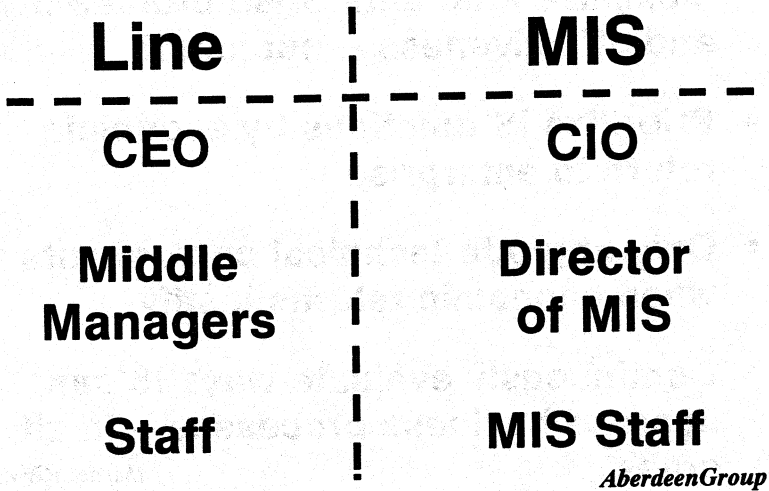 Line MIS
CEO CIO
Middle Director
Managers of MIS
Staff MIS Staff
AberdeenGroup